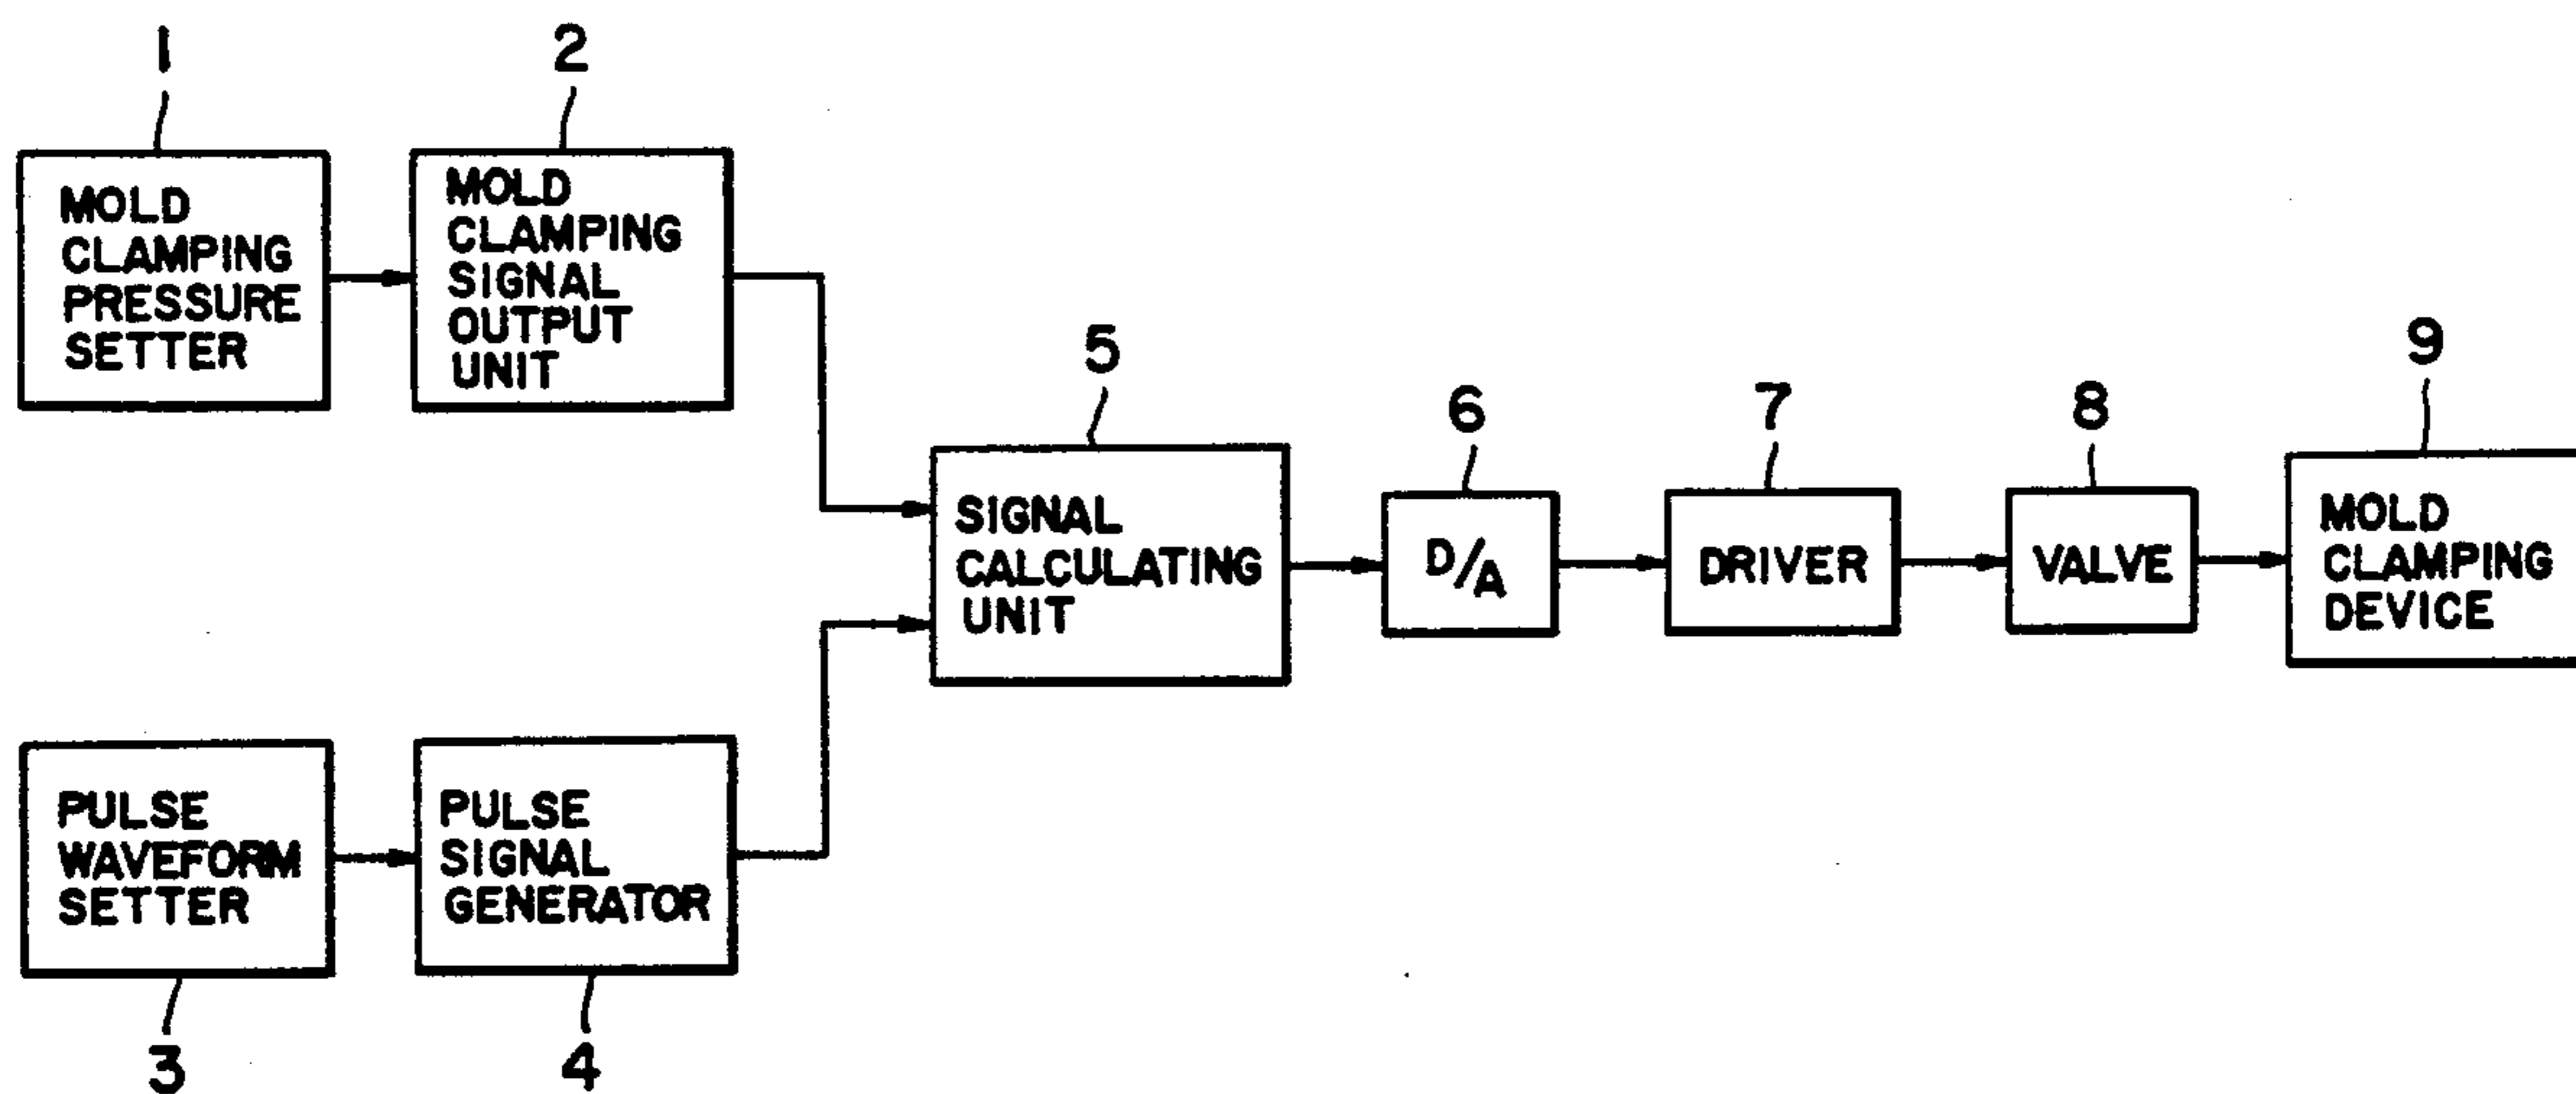 1
MOLD
CLAMPING
PRESSURE
SETTER
2
MOLD
CLAMPING
SIGNAL
OUTPUT
UNIT
3
PULSE
WAVEFORM
SETTER
4
PULSE
SIGNAL
GENERATOR
5
SIGNAL
CALCULATING
UNIT
6
D/A
7
DRIVER
8
VALVE
9
MOLD
CLAMPING
DEVICE